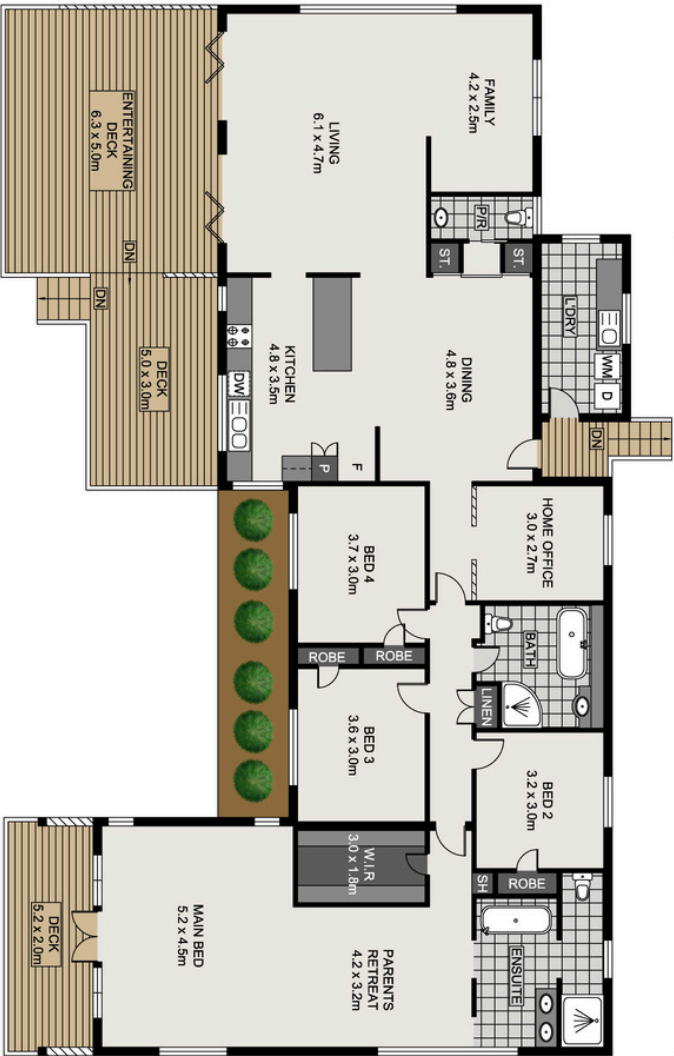 FAMILY
4.2 x 2.5m
LIVING
6.1 x 4.7m
ENTERTAINING
DECK
6.3 x 5.0m
P/R
ST.
ST.
L'DRY
WM
D
DN
DN
DN
DECK
5.0 x 3.0m
KITCHEN
4.8 x 3.5m
DW
P
F
DINING
4.8 x 3.6m
HOME OFFICE
3.0 x 2.7m
BED 4
3.7 x 3.0m
BATH
ROBE
ROBE
LINEN
BED 3
3.6 x 3.0m
BED 2
3.2 x 3.0m
W.I.R
3.0 x 1.8m
SH
ROBE
ENSUITE
PARENTS
RETREAT
4.2 x 3.2m
MAIN BED
5.2 x 4.5m
DECK
5.2 x 2.0m